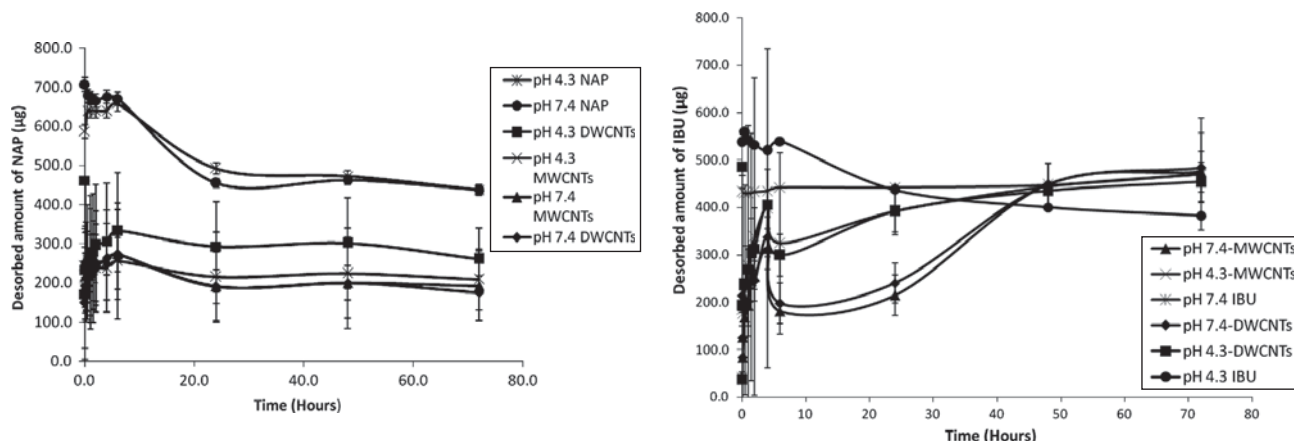 800.0
700.0
600.0
500.0
400.0
300.0
200.0
100.0
0.0
Desorbed amount of NAP (µg)
0.0 20.0 40.0 60.0 80.0
Time (Hours)
pH 4.3 NAP
pH 7.4 NAP
pH 4.3 DWCNTs
pH 4.3
MWCNTs
pH 7.4
MWCNTs
pH 7.4 DWCNTs
800.0
700.0
600.0
500.0
400.0
300.0
200.0
100.0
0.0
Desorbed amount of IBU (µg)
0 10 20 30 40 50 60 70 80
Time (Hours)
pH 7.4-MWCNTs
pH 4.3-MWCNTs
pH 7.4 IBU
pH 7.4-DWCNTs
pH 4.3-DWCNTs
pH 4.3 IBU